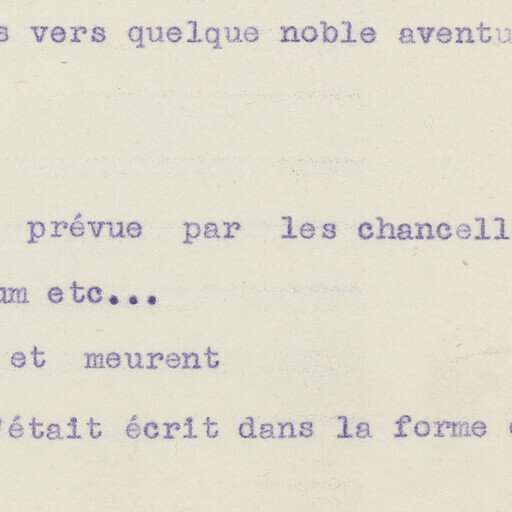 s vers quelque noble aventu
prévue par les chancell
um etc...
et meurent
'était écrit dans la forme